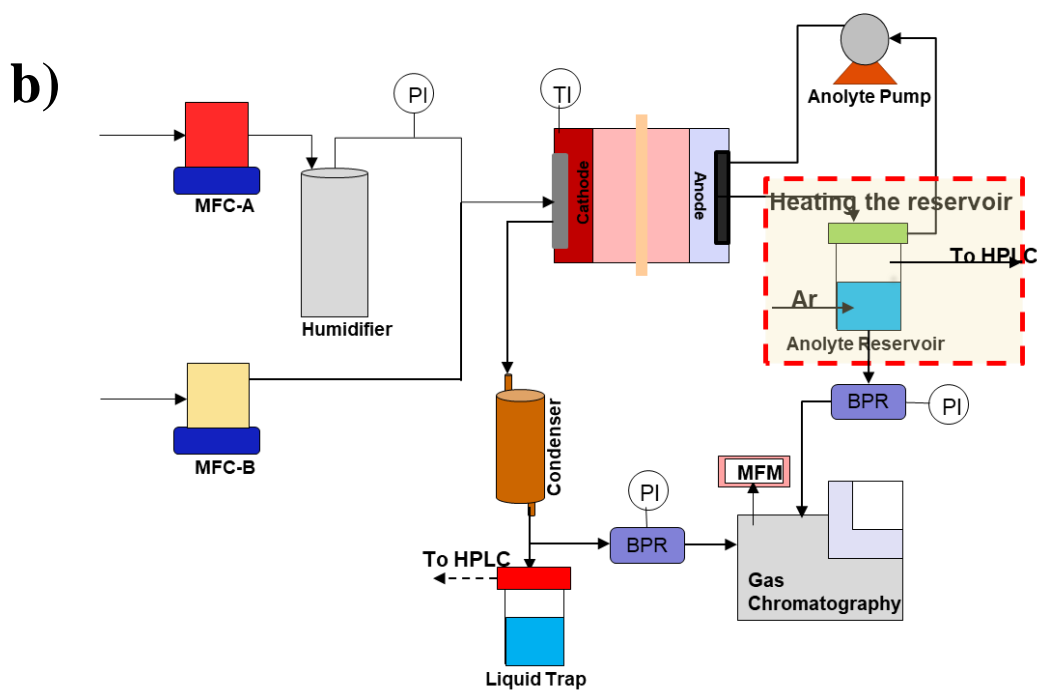 b)
PI
TI
Anolyte Pump
MFC-A
Cathode
Anode
Heating the reservoir
To HPLC
Humidifier
Ar
Anolyte Reservoir
BPR
PI
MFC-B
Condenser
MFM
PI
BPR
To HPLC
Gas
Chromatography
Liquid Trap